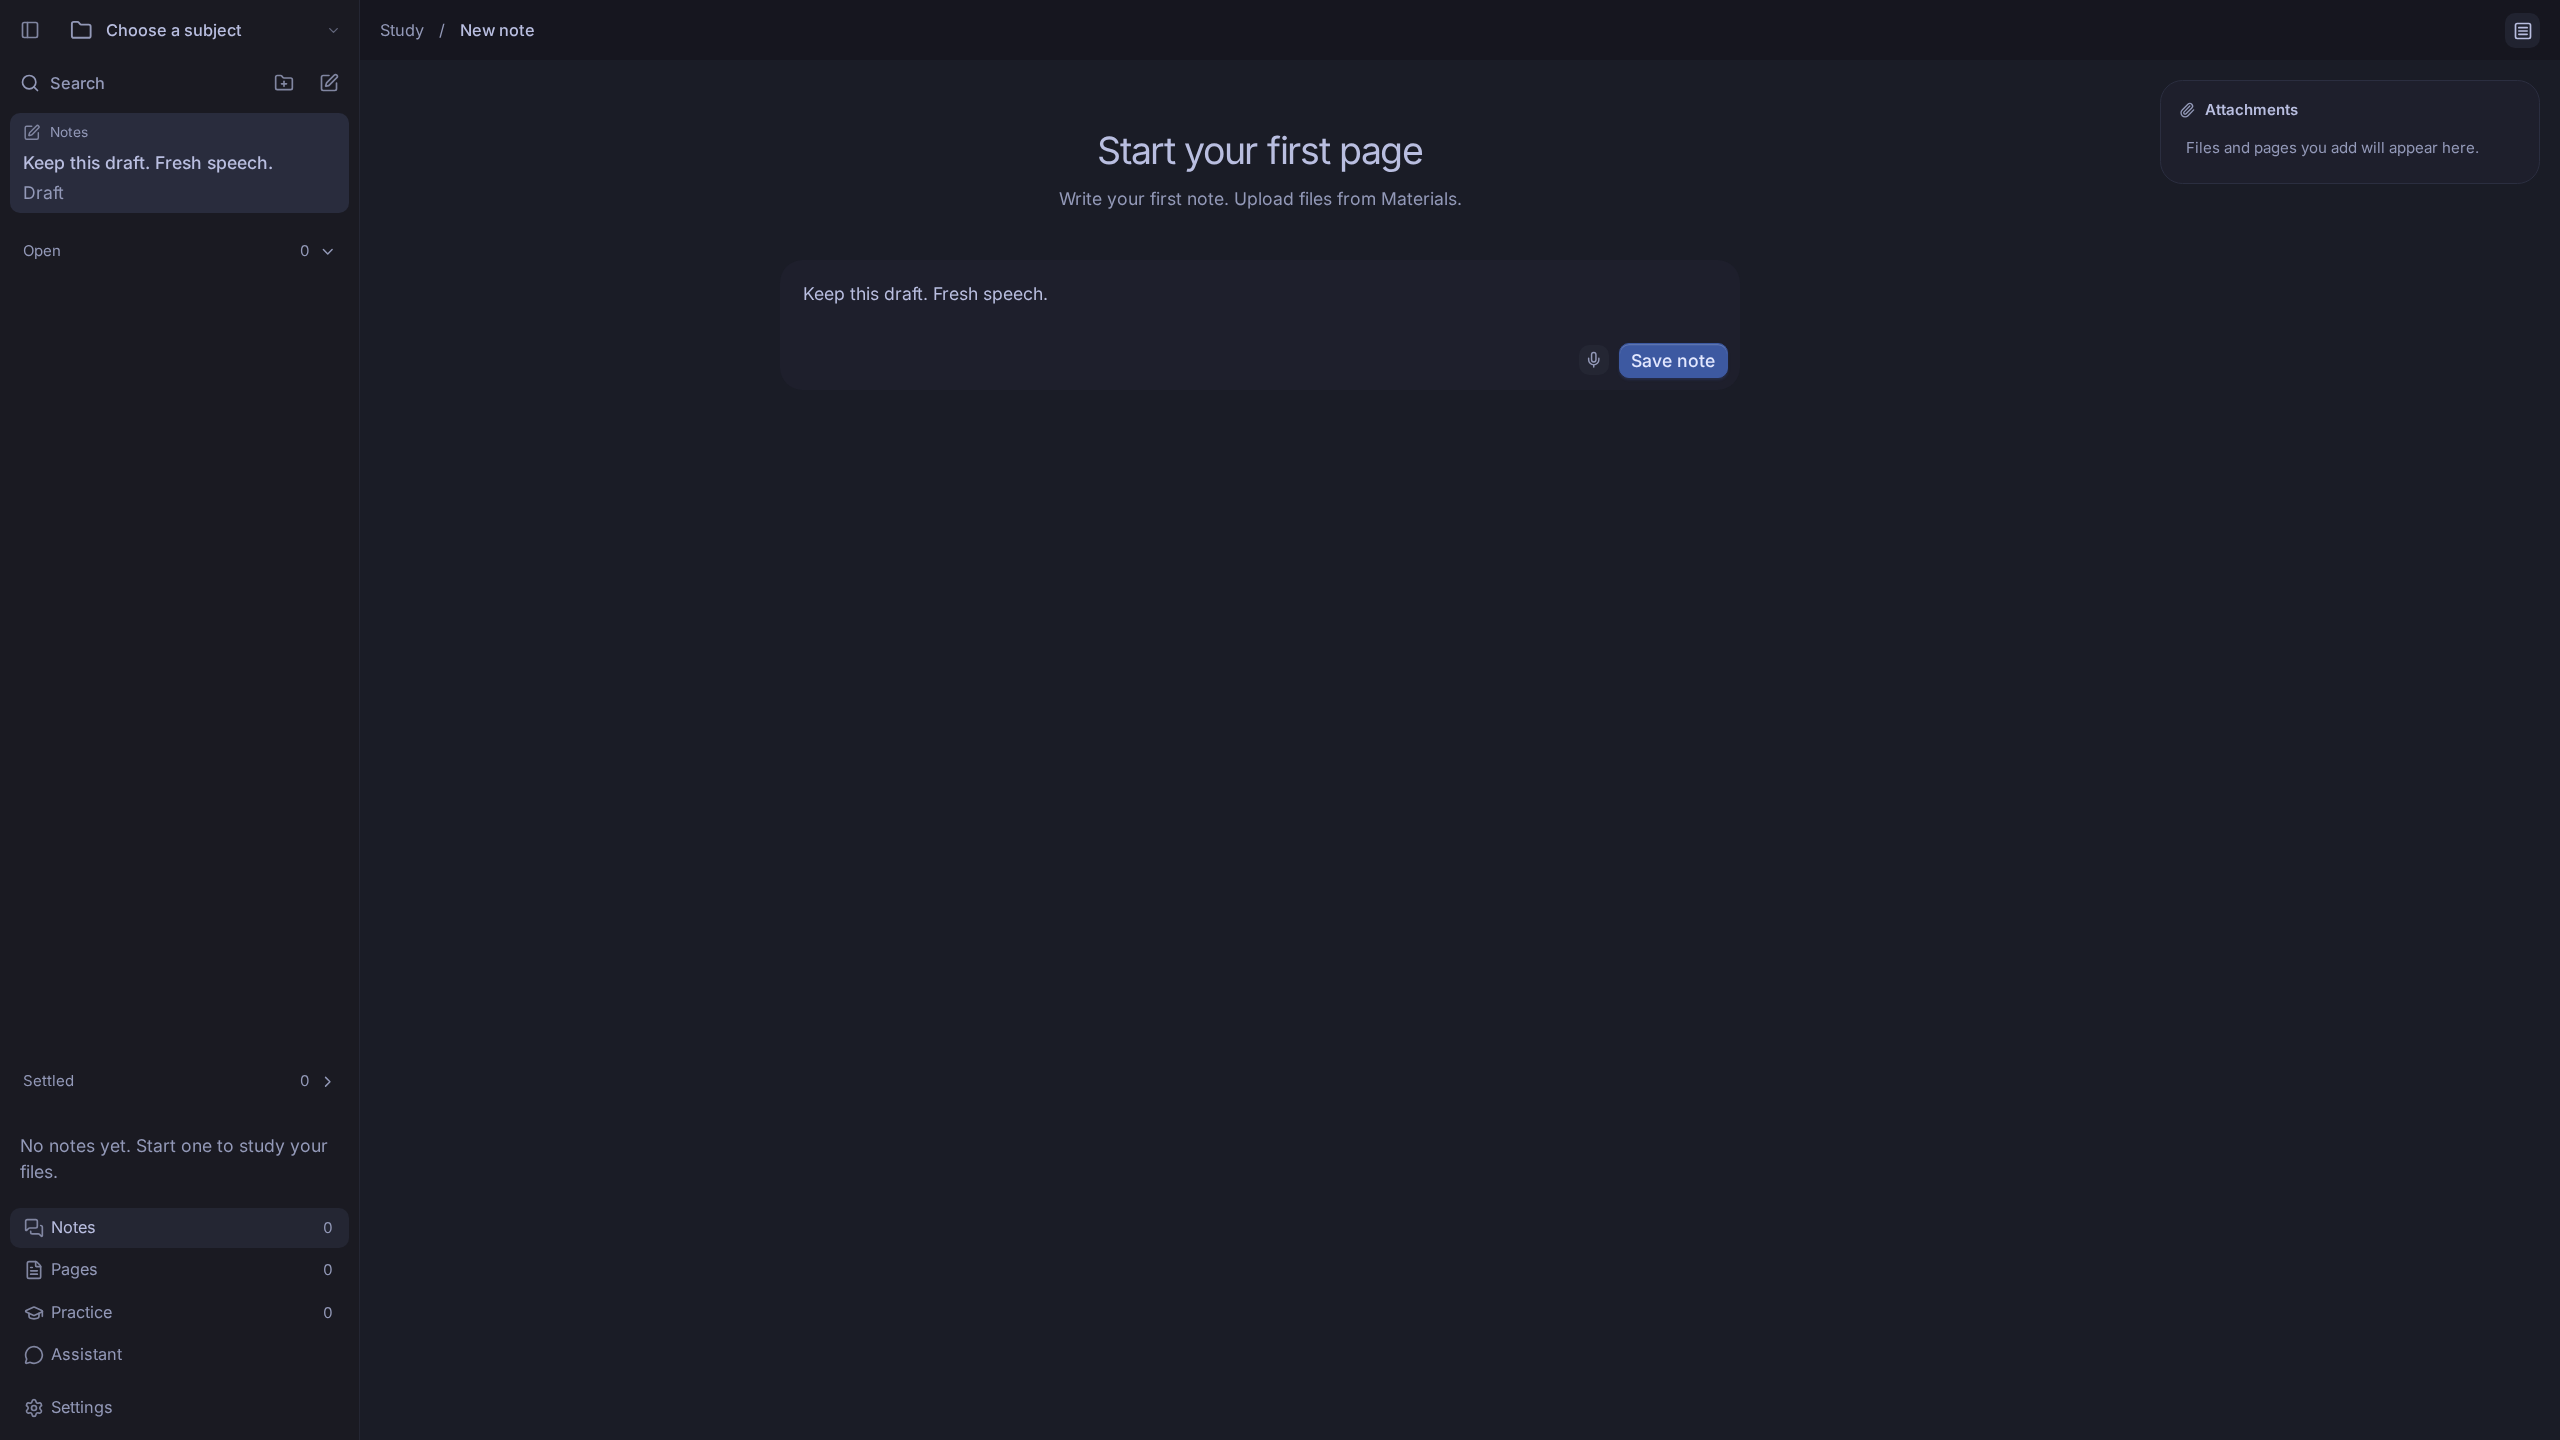 Choose a subject
Search
Notes
Keep this draft. Fresh speech.
Draft
Open 0
Settled 0
No notes yet. Start one to study your
files.
Notes 0
Pages 0
Practice 0
Assistant
Settings
Study / New note
Start your first page
Write your first note. Upload files from Materials.
Keep this draft. Fresh speech.
Save note
Attachments
Files and pages you add will appear here.